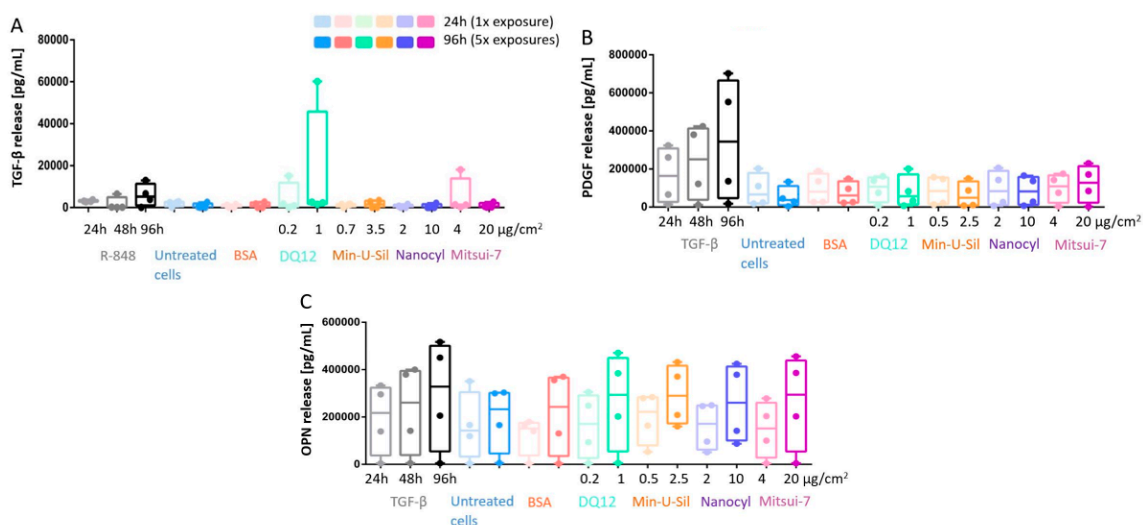 A
24h (1x exposure)
96h (5x exposures)
TGF-β release [pg/mL]
80000
60000
40000
20000
0
24h 48h 96h 0.2 1 0.7 3.5 2 10 4 20 μg/cm²
R-848 Untreated cells BSA DQ12 Min-U-Sil Nanocyl Mitsui-7
B
PDGF release [pg/mL]
800000
600000
400000
200000
0
24h 48h 96h 0.2 1 0.5 2.5 2 10 4 20 μg/cm²
TGF-β Untreated cells BSA DQ12 Min-U-Sil Nanocyl Mitsui-7
C
OPN release [pg/mL]
600000
400000
200000
0
24h 48h 96h 0.2 1 0.5 2.5 2 10 4 20 μg/cm²
TGF-β Untreated cells BSA DQ12 Min-U-Sil Nanocyl Mitsui-7